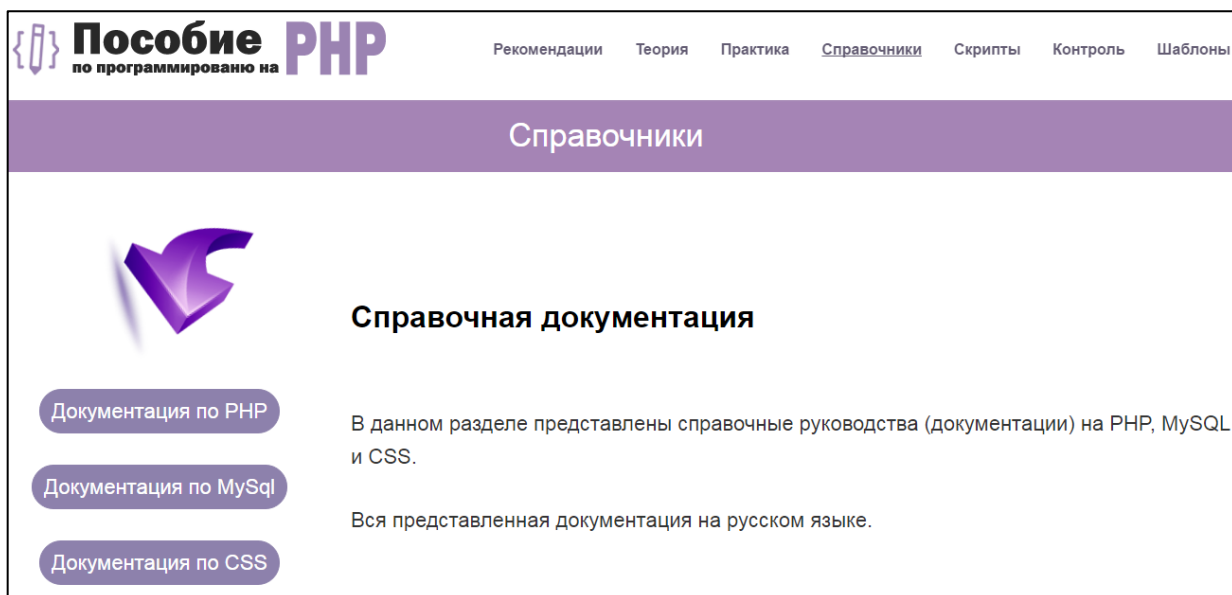 Пособие PHP
по программированю на
Рекомендации Теория Практика Справочники Скрипты Контроль Шаблоны
Справочники
Справочная документация
Документация по PHP
Документация по MySql
Документация по CSS
В данном разделе представлены справочные руководства (документации) на PHP, MySQL
и CSS.
Вся представленная документация на русском языке.